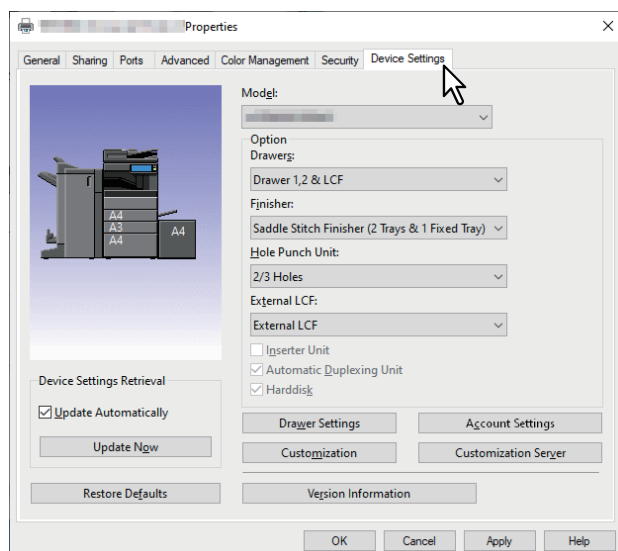 Properties
General Sharing Ports Advanced Color Management Security Device Settings
Model:
Option
Drawers:
Drawer 1,2 & LCF
Finisher:
Saddle Stitch Finisher (2 Trays & 1 Fixed Tray)
Hole Punch Unit:
2/3 Holes
External LCF:
External LCF
Inserter Unit
Automatic Duplexing Unit
Harddisk
A4
A3
A4
A4
Device Settings Retrieval
Update Automatically
Update Now
Drawer Settings Account Settings
Customization Customization Server
Restore Defaults Version Information
OK Cancel Apply Help